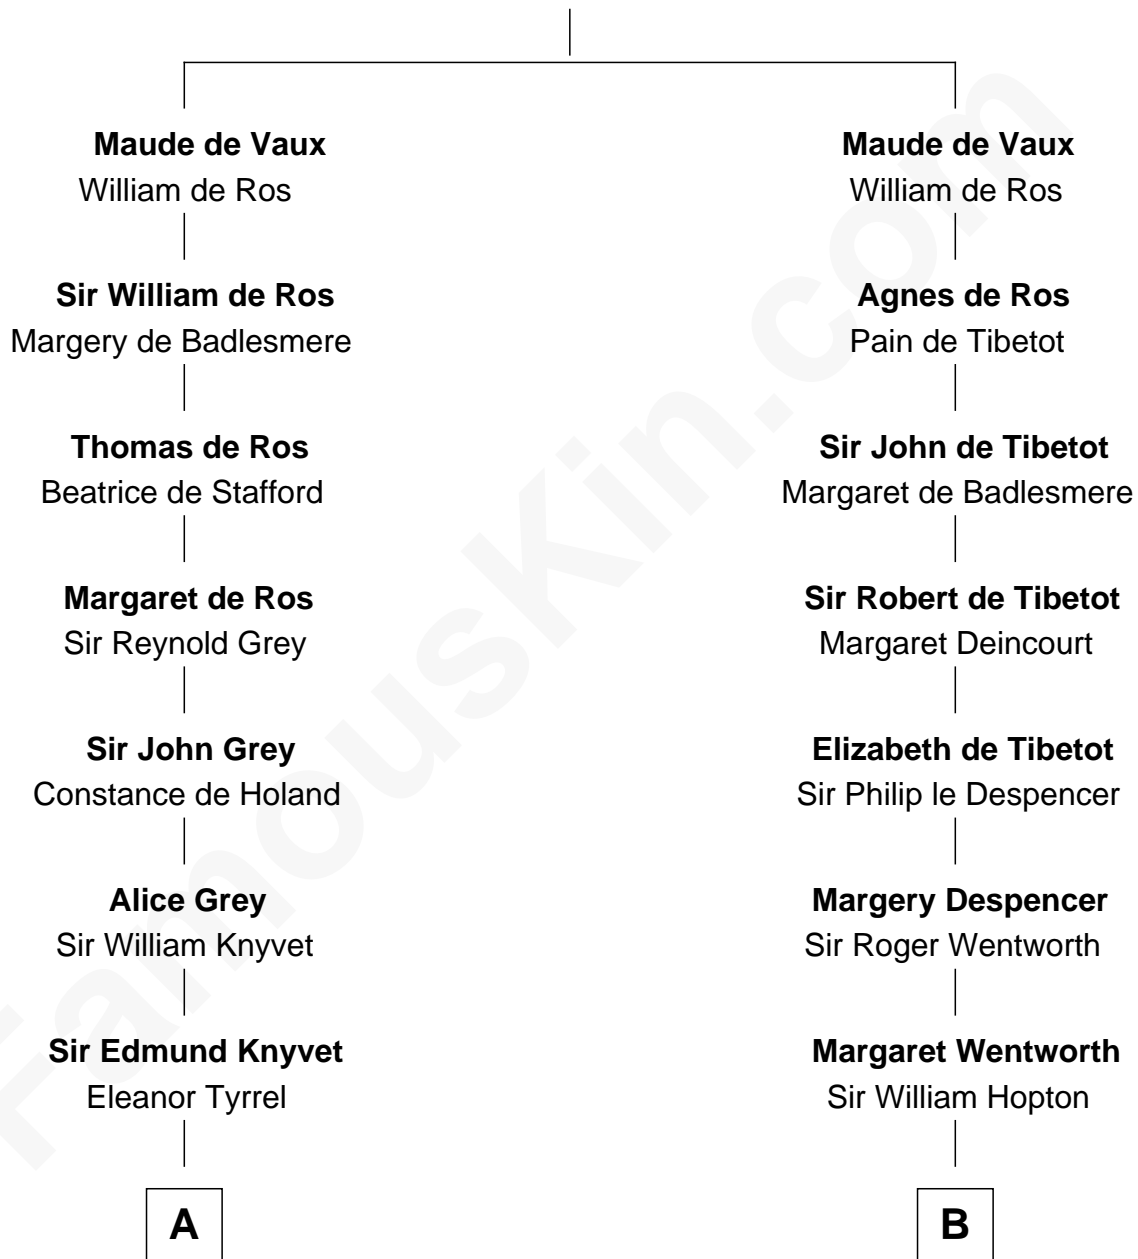 Maude de Vaux
William de Ros
Sir William de Ros
Margery de Badlesmere
Thomas de Ros
Beatrice de Stafford
Margaret de Ros
Sir Reynold Grey
Sir John Grey
Constance de Holand
Alice Grey
Sir William Knyvet
Sir Edmund Knyvet
Eleanor Tyrrel
A
Maude de Vaux
William de Ros
Agnes de Ros
Pain de Tibetot
Sir John de Tibetot
Margaret de Badlesmere
Sir Robert de Tibetot
Margaret Deincourt
Elizabeth de Tibetot
Sir Philip le Despencer
Margery Despencer
Sir Roger Wentworth
Margaret Wentworth
Sir William Hopton
B
FamousKin.com